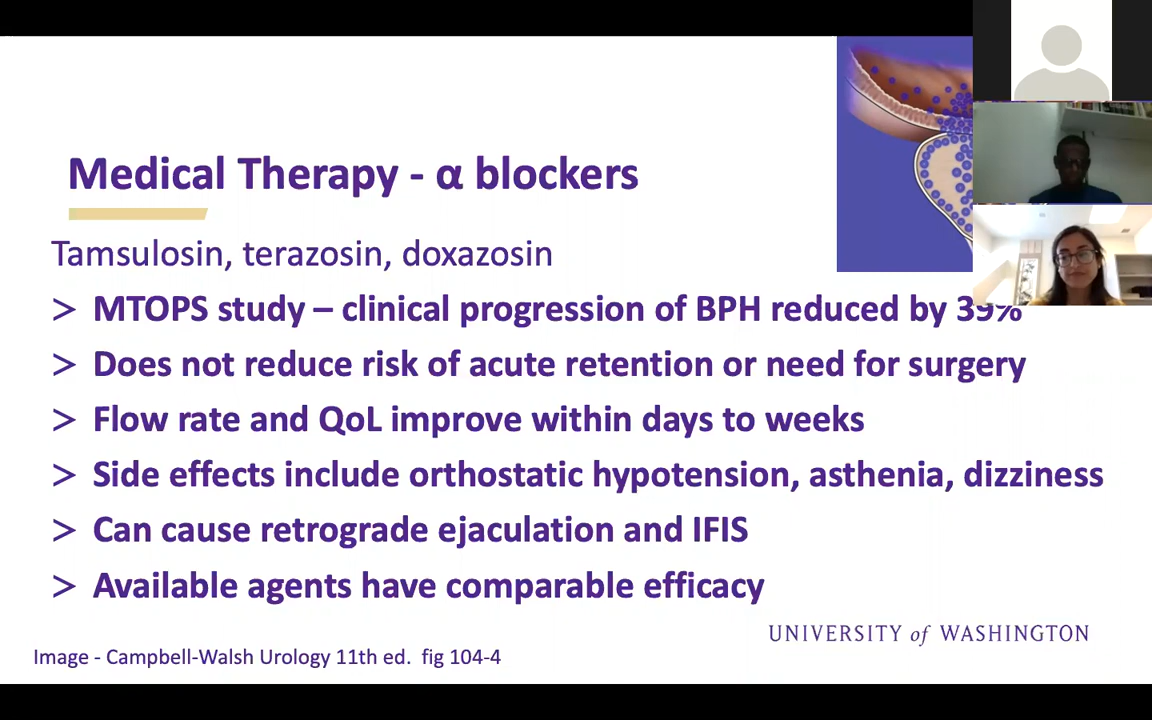 Medical Therapy - α blockers
Tamsulosin, terazosin, doxazosin
> MTOPS study – clinical progression of BPH reduced by 39%
> Does not reduce risk of acute retention or need for surgery
> Flow rate and QoL improve within days to weeks
> Side effects include orthostatic hypotension, asthenia, dizziness
> Can cause retrograde ejaculation and IFIS
> Available agents have comparable efficacy
UNIVERSITY of WASHINGTON
Image - Campbell-Walsh Urology 11th ed. fig 104-4